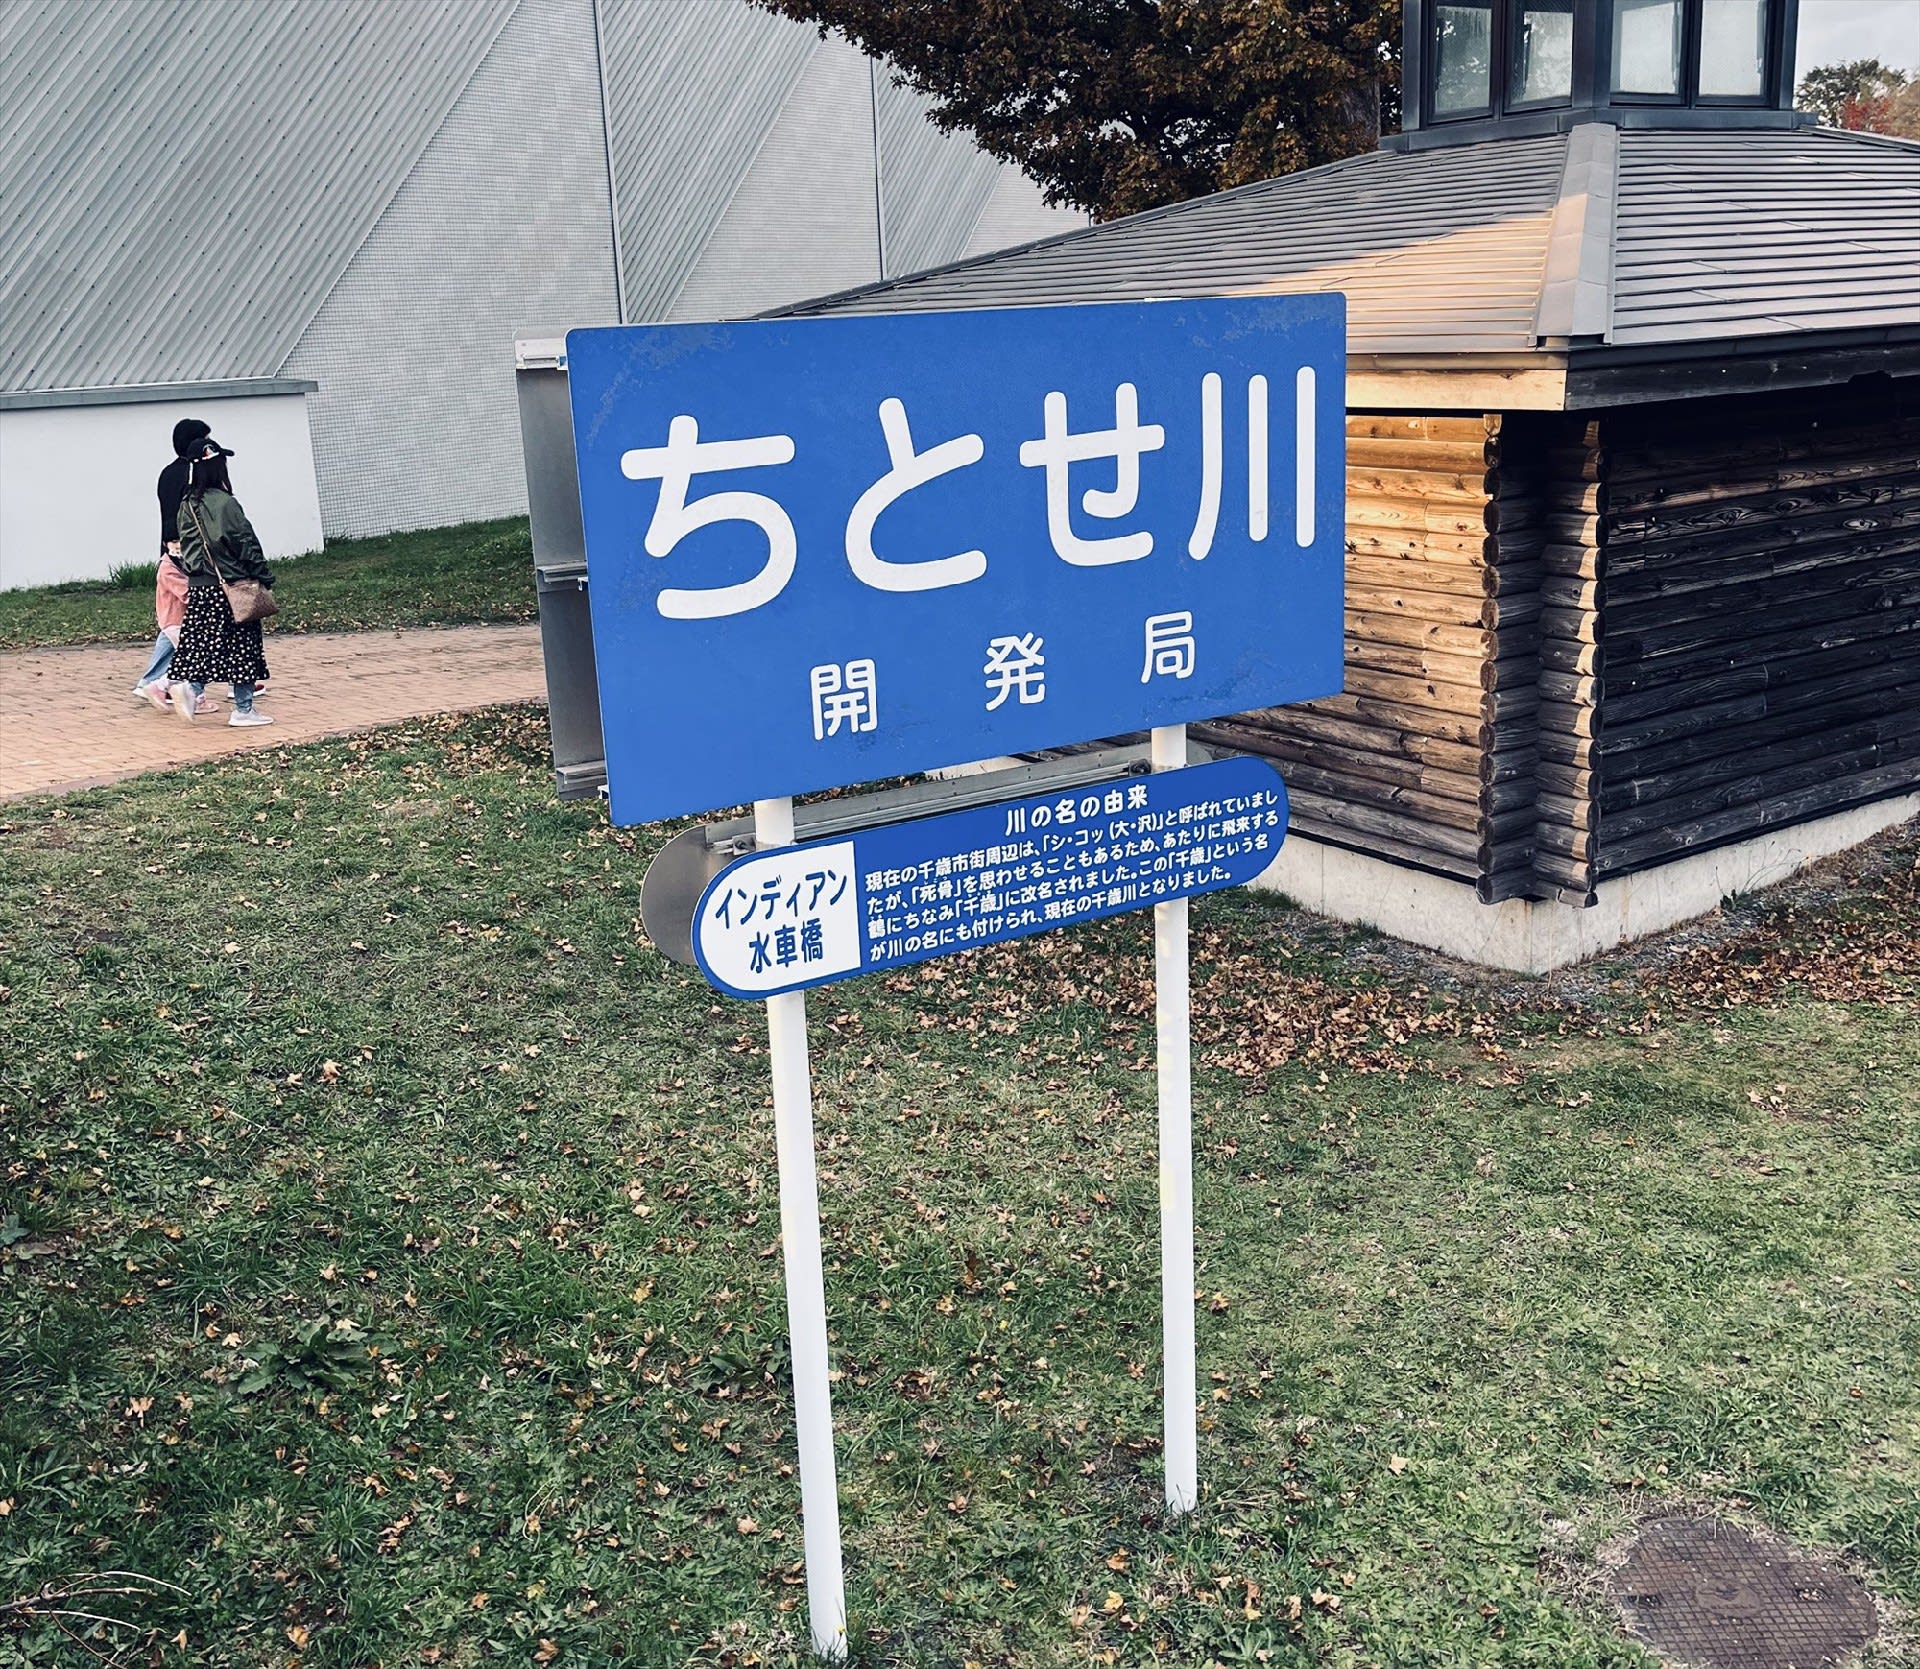 ちとせ川
開発局
インディアン
水車橋
川の名の由来
現在の千歳市街周辺は、「シ・コッ(大・沢)」と呼ばれていまし
たが、「死骨」を思わせることもあるため、あたりに飛来する
鶴にちなみ「千歳」に改名されました。この「千歳」という名
が川の名にも付けられ、現在の千歳川となりました。